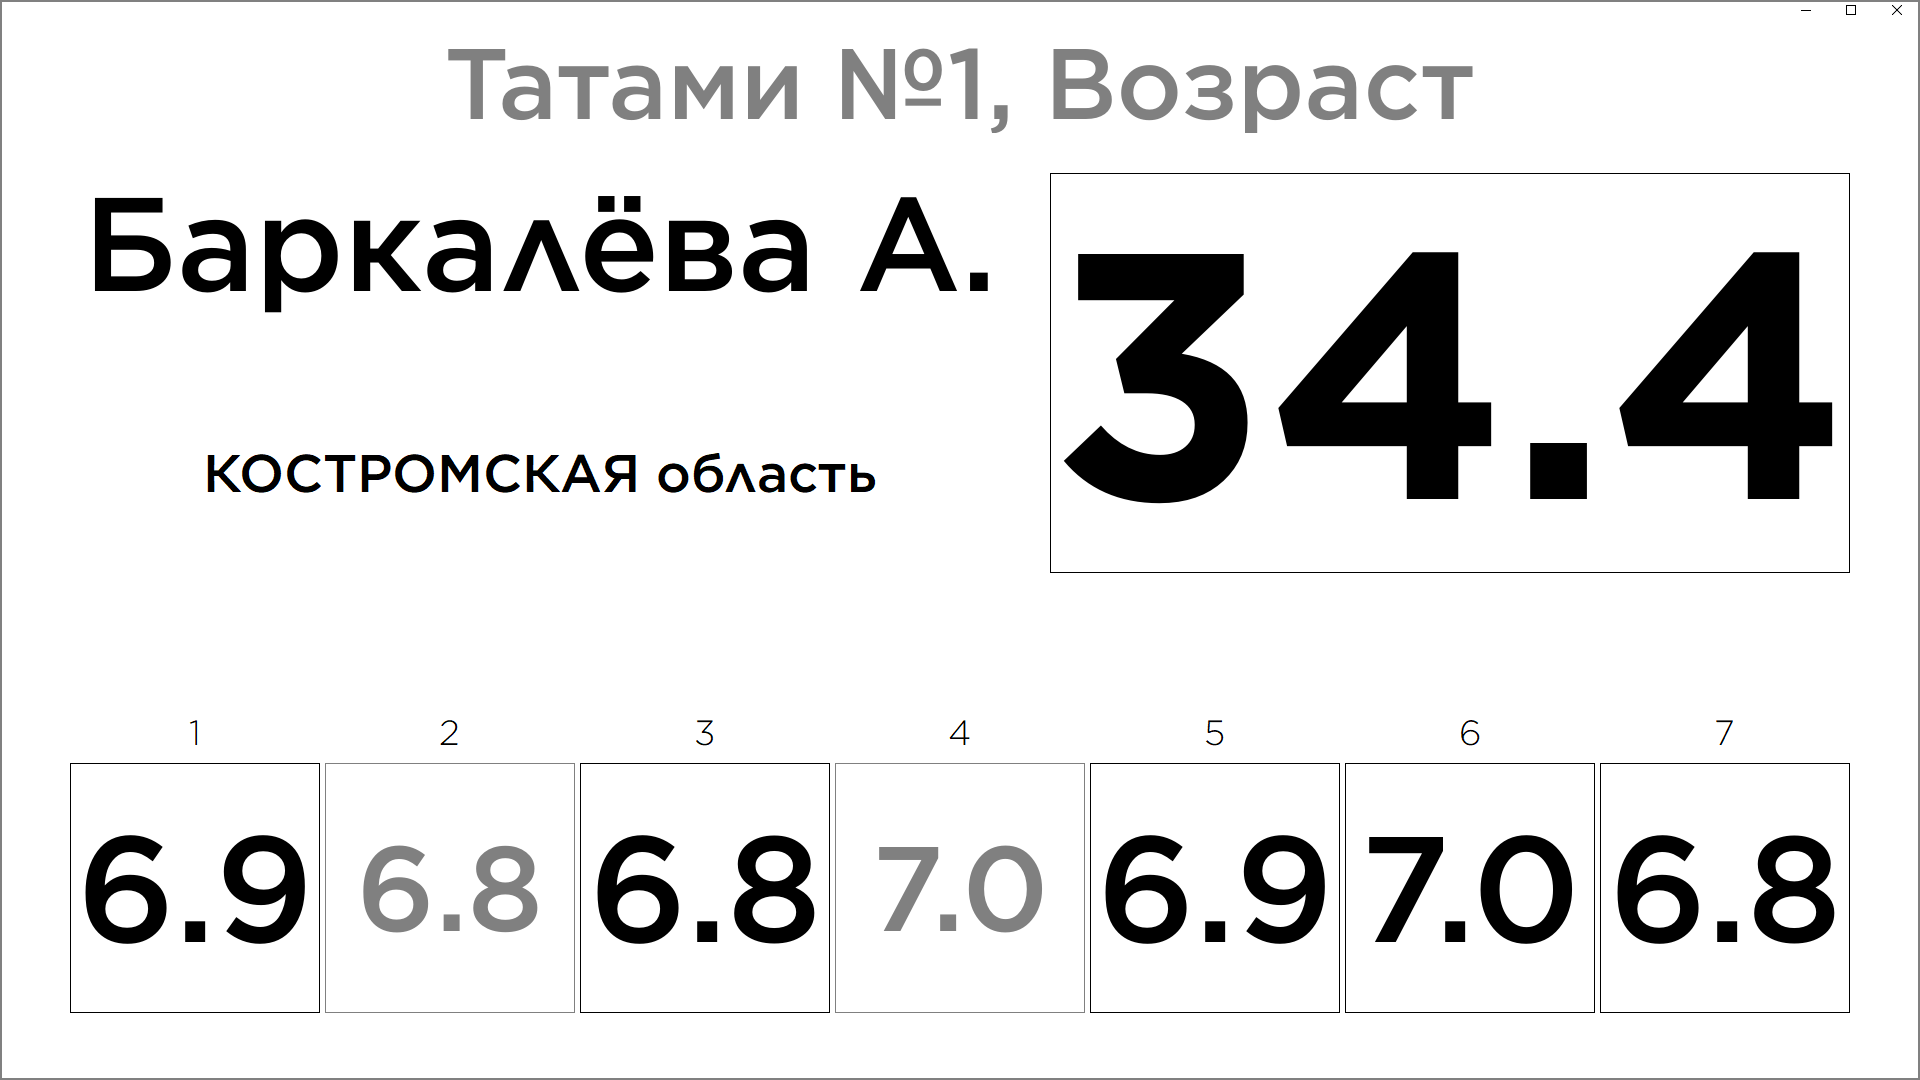 Татами №1, Возраст
Баркалёва А.
34.4
КОСТРОМСКАЯ область
1 2 3 4 5 6 7
6.9 6.8 6.8 7.0 6.9 7.0 6.8